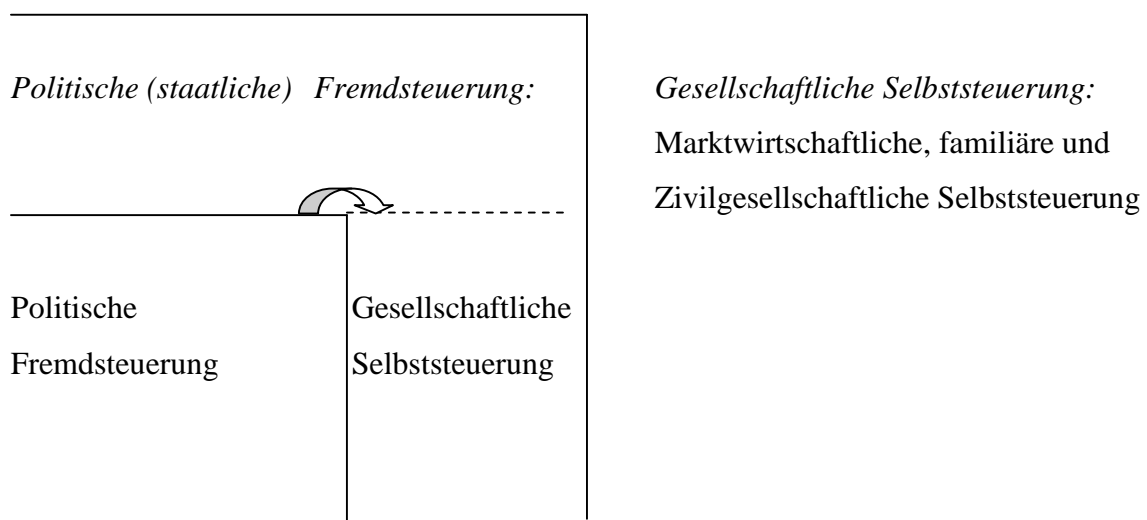 Politische (staatliche) Fremdsteuerung:
Gesellschaftliche Selbststeuerung:
Marktwirtschaftliche, familiäre und
Zivilgesellschaftliche Selbststeuerung
Politische
Fremdsteuerung
Gesellschaftliche
Selbststeuerung